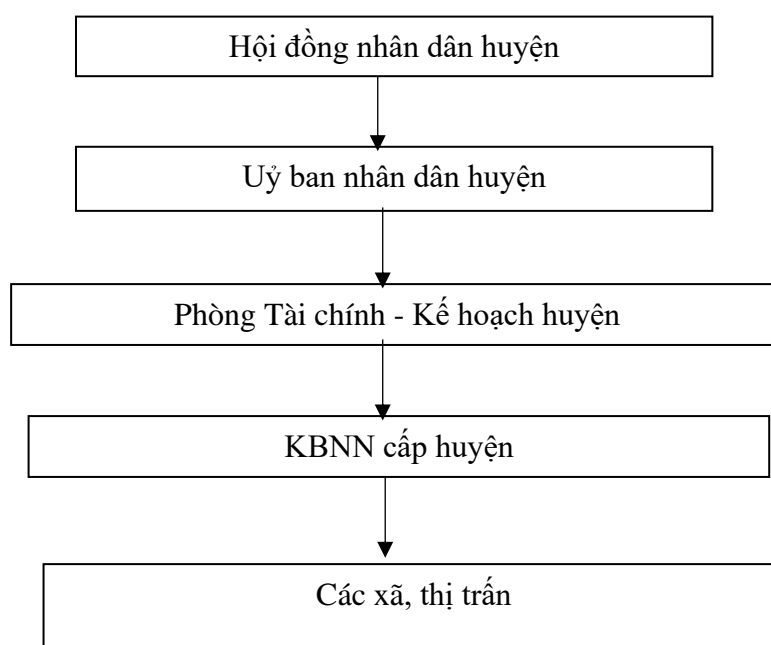 Hội đồng nhân dân huyện
Uỷ ban nhân dân huyện
Phòng Tài chính - Kế hoạch huyện
KBNN cấp huyện
Các xã, thị trấn